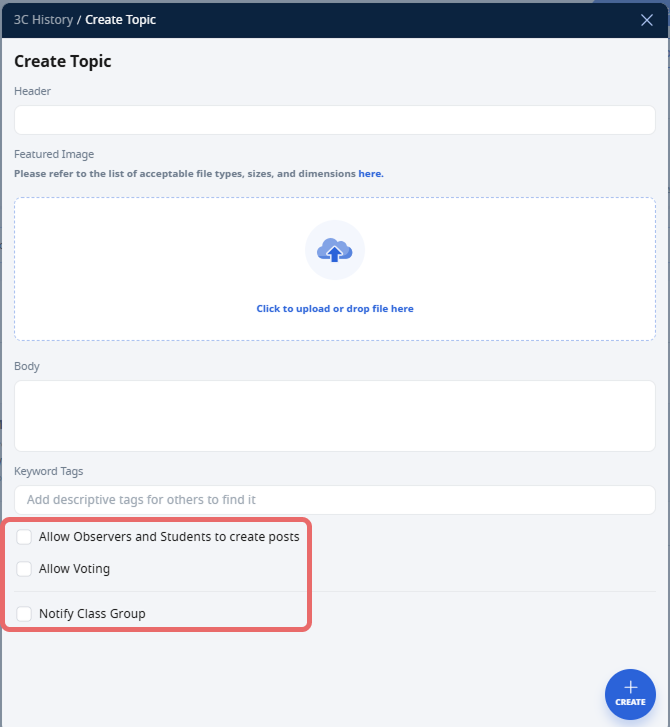 3C History / Create Topic
Create Topic
Header
Featured Image
Please refer to the list of acceptable file types, sizes, and dimensions here.
Click to upload or drop file here
Body
Keyword Tags
Add descriptive tags for others to find it
Allow Observers and Students to create posts
Allow Voting
Notify Class Group
CREATE